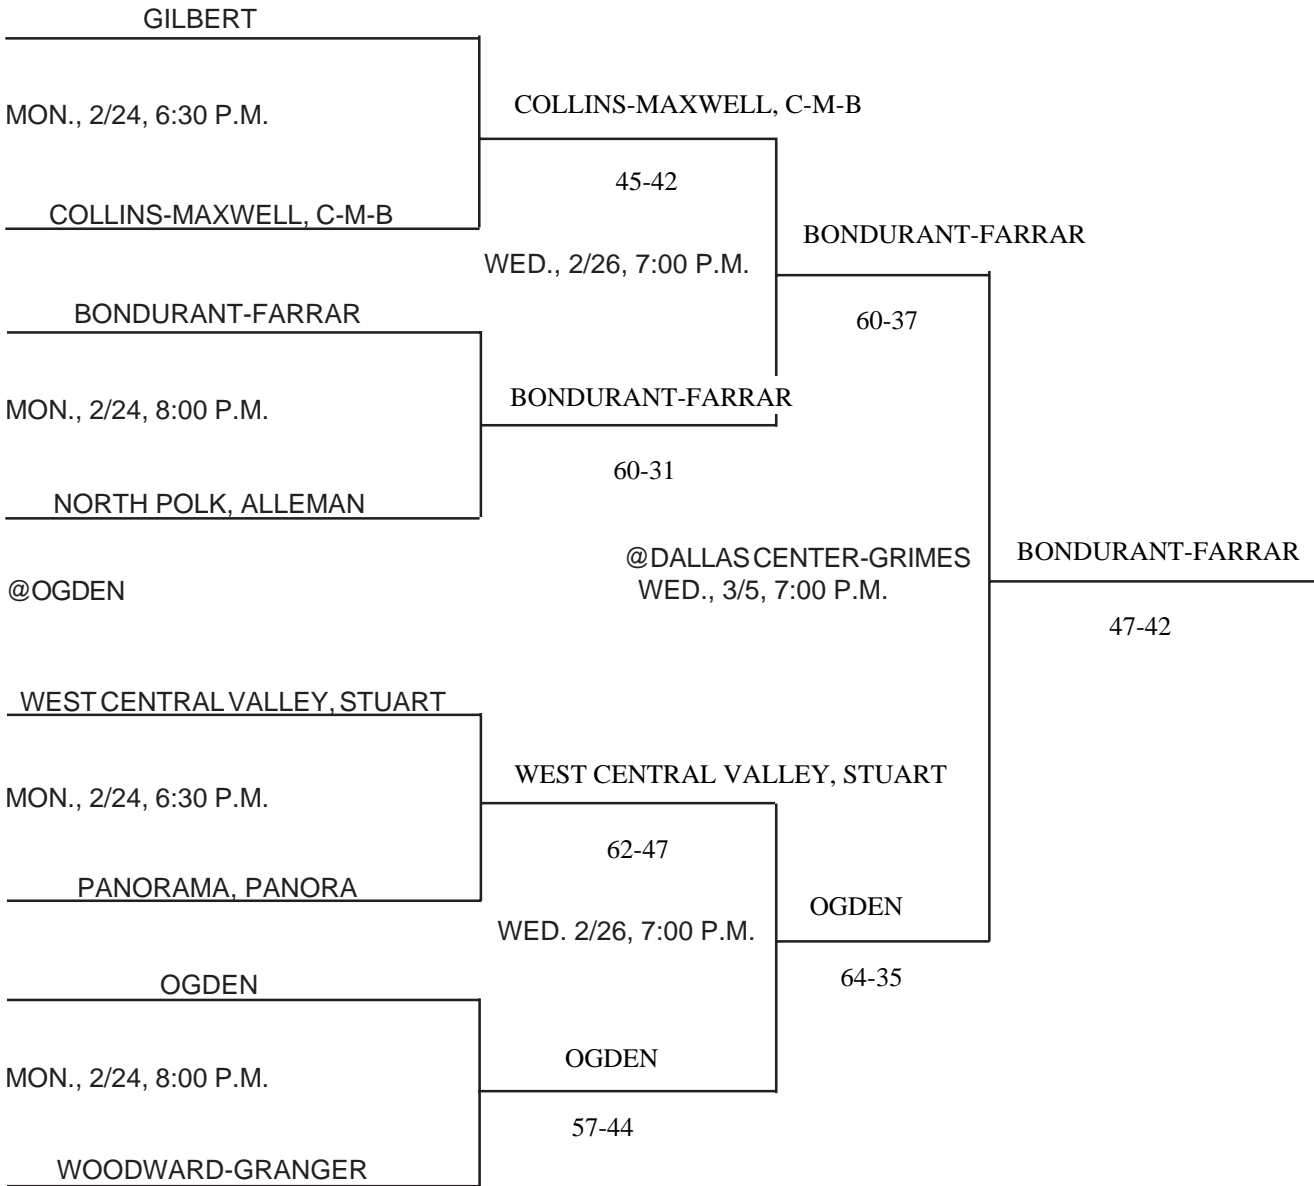 GILBERT
MON., 2/24, 6:30 P.M.
COLLINS-MAXWELL, C-M-B
45-42
COLLINS-MAXWELL, C-M-B
BONDURANT-FARRAR
WED., 2/26, 7:00 P.M.
60-37
BONDURANT-FARRAR
MON., 2/24, 8:00 P.M.
BONDURANT-FARRAR
60-31
NORTH POLK, ALLEMAN
@DALLAS CENTER-GRIMES
WED., 3/5, 7:00 P.M.
BONDURANT-FARRAR
47-42
@OGDEN
WEST CENTRAL VALLEY, STUART
MON., 2/24, 6:30 P.M.
WEST CENTRAL VALLEY, STUART
62-47
PANORAMA, PANORA
OGDEN
WED. 2/26, 7:00 P.M.
64-35
OGDEN
MON., 2/24, 8:00 P.M.
OGDEN
57-44
WOODWARD-GRANGER